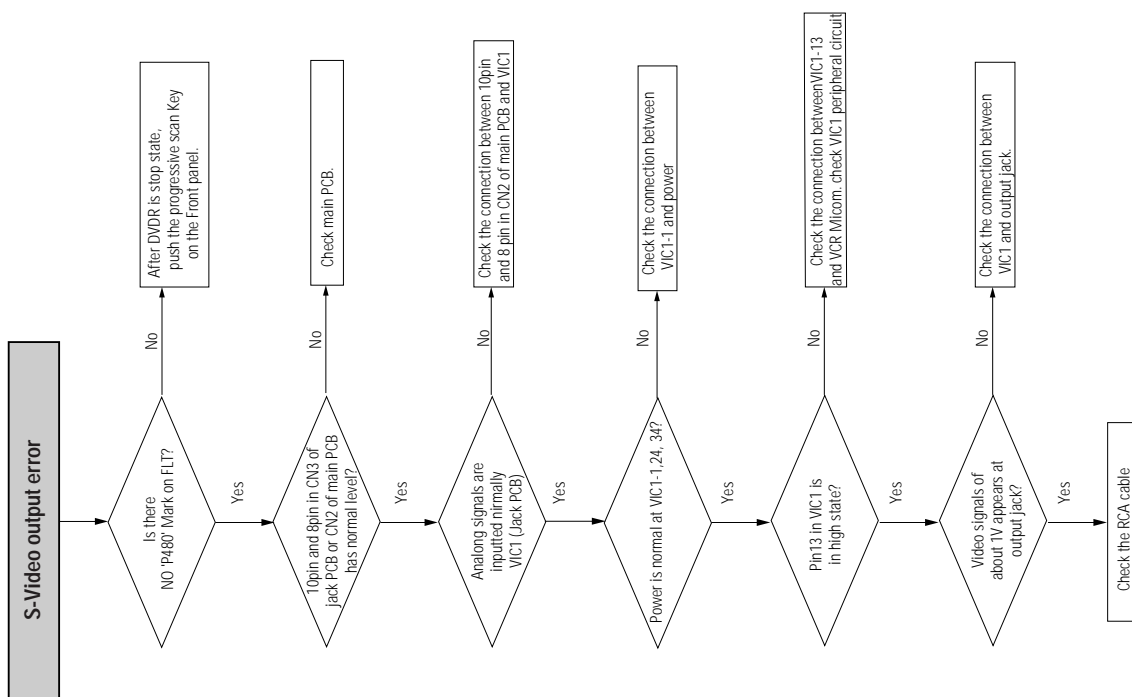 S-Video output error
Is there
NO 'P480' Mark on FLT?
No
After DVDR is stop state,
push the progressive scan Key
on the Front panel.
Yes
10pin and 8pin in CN3 of
jack PCB or CN2 of main PCB
has normal level?
No
Check main PCB.
Yes
Analong signals are
inputted nirmally
VIC1 (Jack PCB)
No
Check the connection between 10pin
and 8 pin in CN2 of main PCB and VIC1
Yes
Power is normal at VIC1-1,24, 34?
No
Check the connection between
VIC1-1 and power
Yes
Pin13 in VIC1 is
in high state?
No
Check the connection between VIC1-13
and VCR Micom. check VIC1 peripheral circuit
Yes
Video signals of
about 1V appears at
output jack?
No
Check the connection between
VIC1 and output jack.
Yes
Check the RCA cable